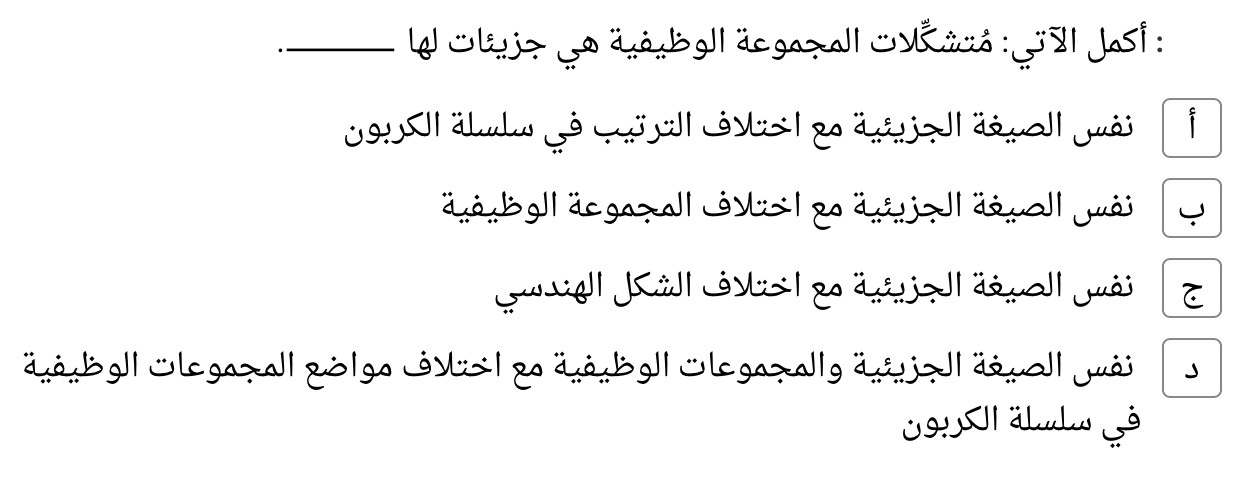 : أكمل الآتي: مُتشكِّلات المجموعة الوظيفية هي جزيئات لها ــــــــــــ.
أ نفس الصيغة الجزيئية مع اختلاف الترتيب في سلسلة الكربون
ب نفس الصيغة الجزيئية مع اختلاف المجموعة الوظيفية
ج نفس الصيغة الجزيئية مع اختلاف الشكل الهندسي
د نفس الصيغة الجزيئية والمجموعات الوظيفية مع اختلاف مواضع المجموعات الوظيفية
في سلسلة الكربون